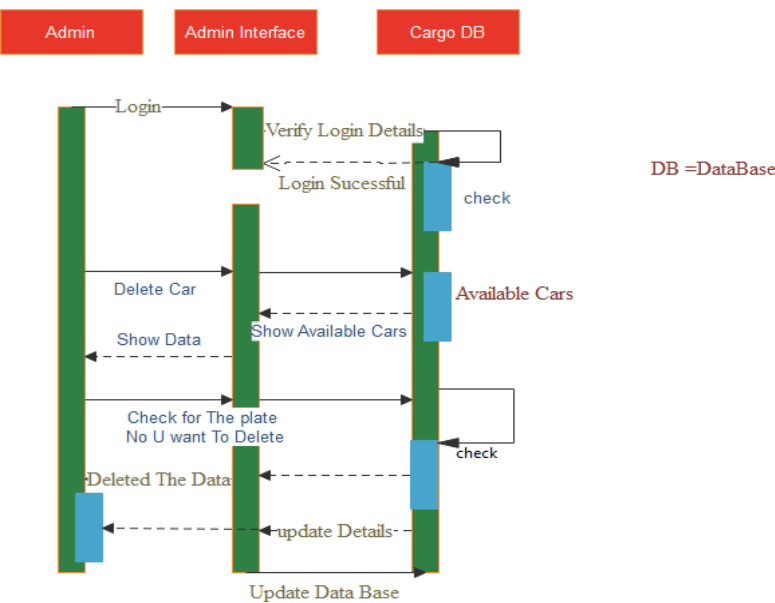 Admin
Admin Interface
Cargo DB
Login
Verify Login Details
Login Sucessful
DB =DataBase
check
Delete Car
Available Cars
Show Available Cars
Show Data
Check for The plate
No U want To Delete
check
Deleted The Data
update Details
Update Data Base